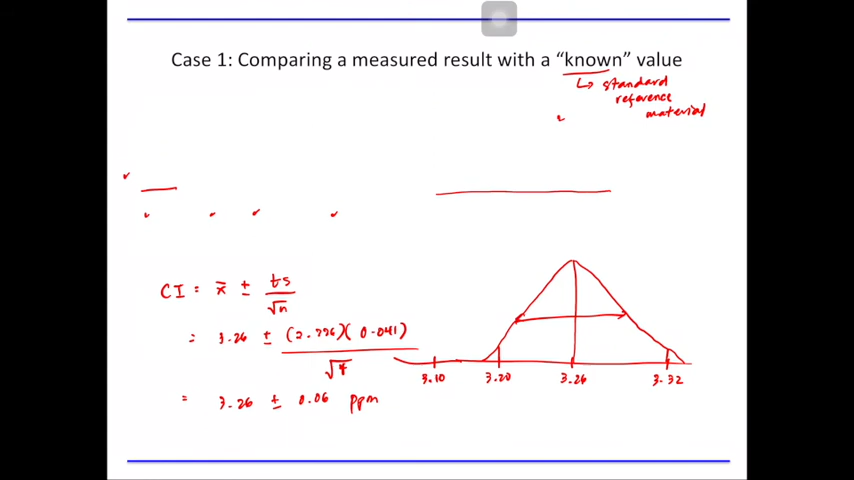 Case 1: Comparing a measured result with a “known” value
↳ standard
reference
material
CI = x̄ ± ts
√n
= 3.26 ± (2.776)(0.041)
√4
= 3.26 ± 0.06 ppm
3.10 3.20 3.26 3.32